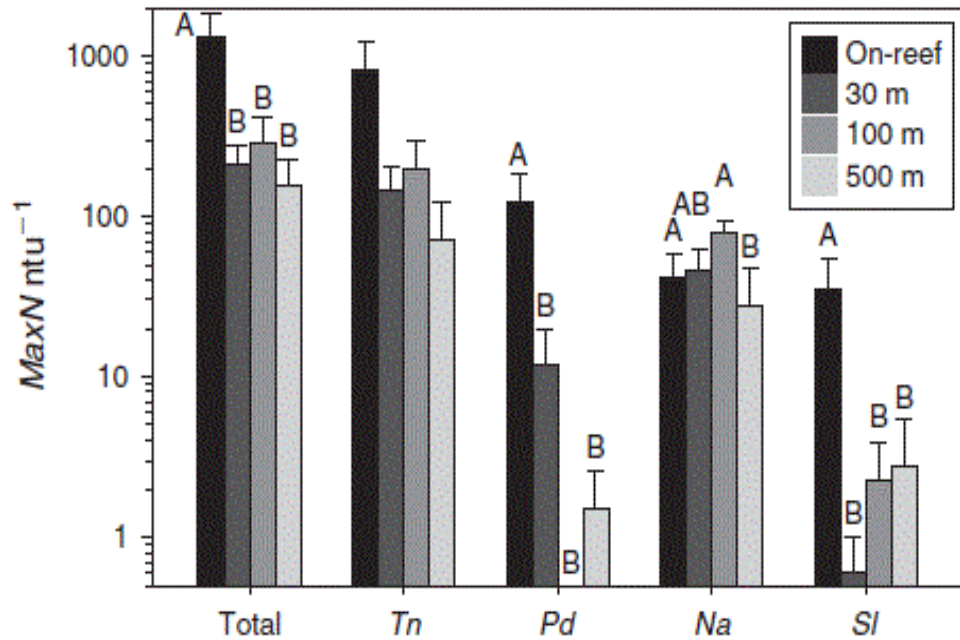 MaxN ntu⁻¹
1000
100
10
1
A
B
B
B
A
B
B
B
A
AB
A
B
A
B
B
B
On-reef
30 m
100 m
500 m
Total Tn Pd Na Sl